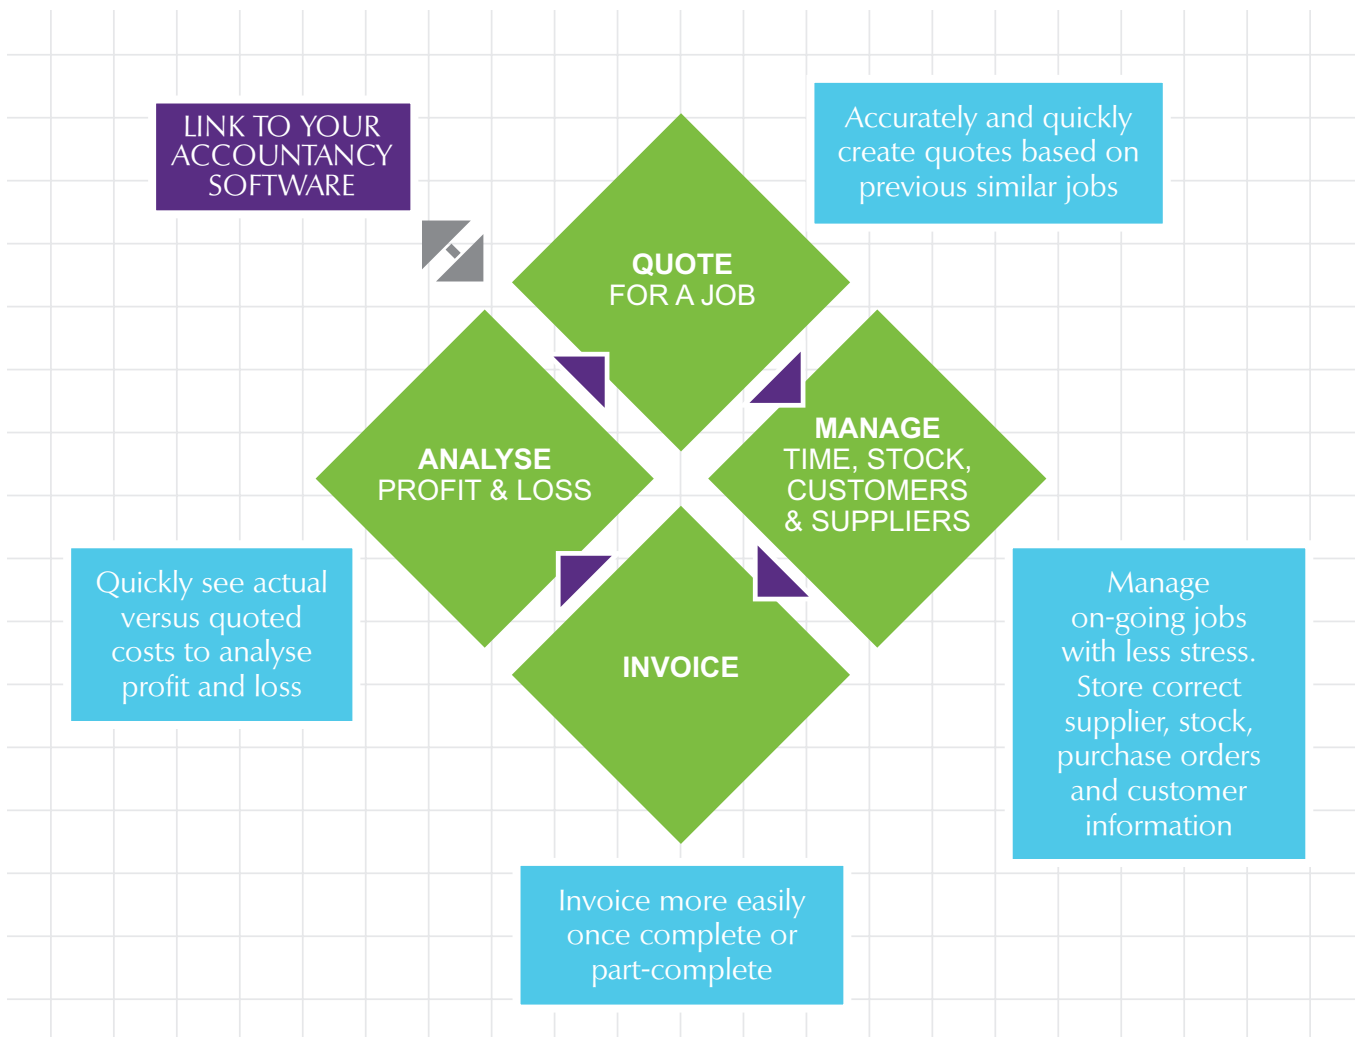 LINK TO YOUR
ACCOUNTANCY
SOFTWARE
Accurately and quickly
create quotes based on
previous similar jobs
QUOTE
FOR A JOB
ANALYSE
PROFIT & LOSS
MANAGE
TIME, STOCK,
CUSTOMERS
& SUPPLIERS
INVOICE
Quickly see actual
versus quoted
costs to analyse
profit and loss
Manage
on-going jobs
with less stress.
Store correct
supplier, stock,
purchase orders
and customer
information
Invoice more easily
once complete or
part-complete